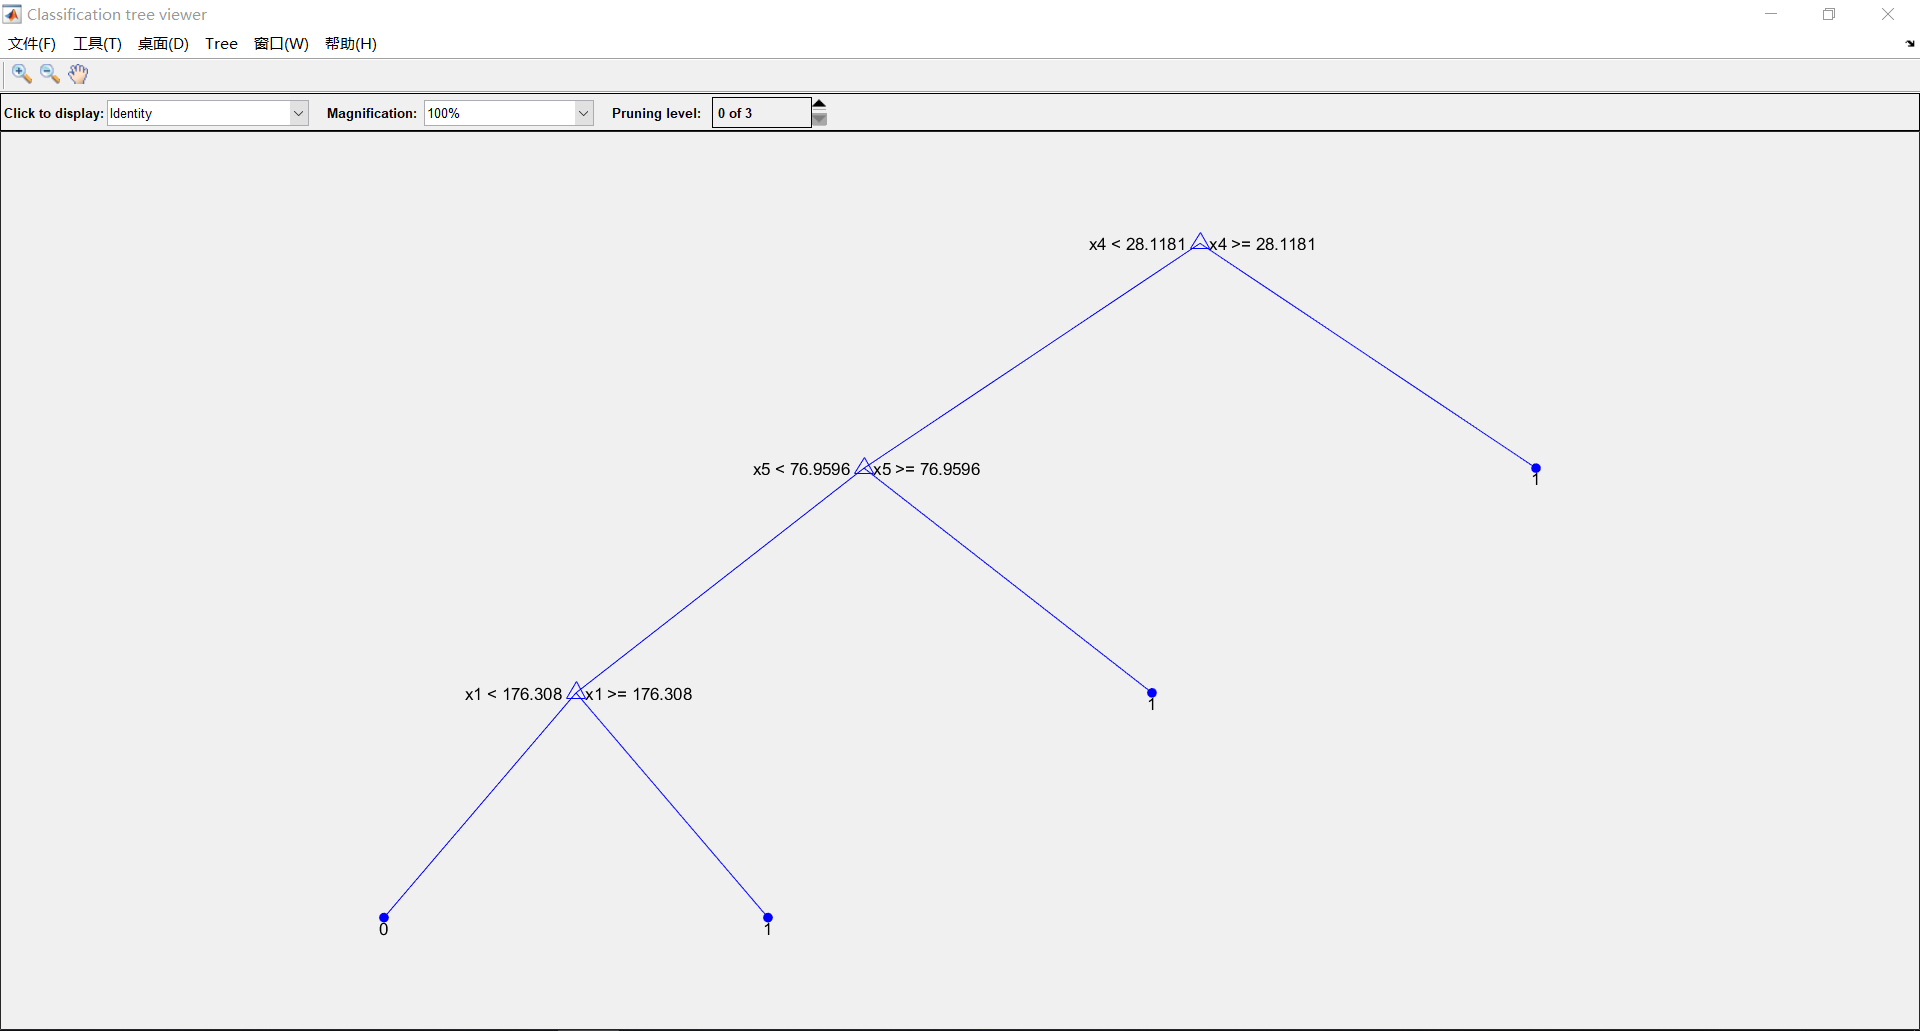 Classification tree viewer
文件(F) 工具(T) 桌面(D) Tree 窗口(W) 帮助(H)
Click to display: Identity Magnification: 100% Pruning level: 0 of 3
x4 < 28.1181 x4 >= 28.1181
x5 < 76.9596 x5 >= 76.9596
1
x1 < 176.308 x1 >= 176.308
1
0
1